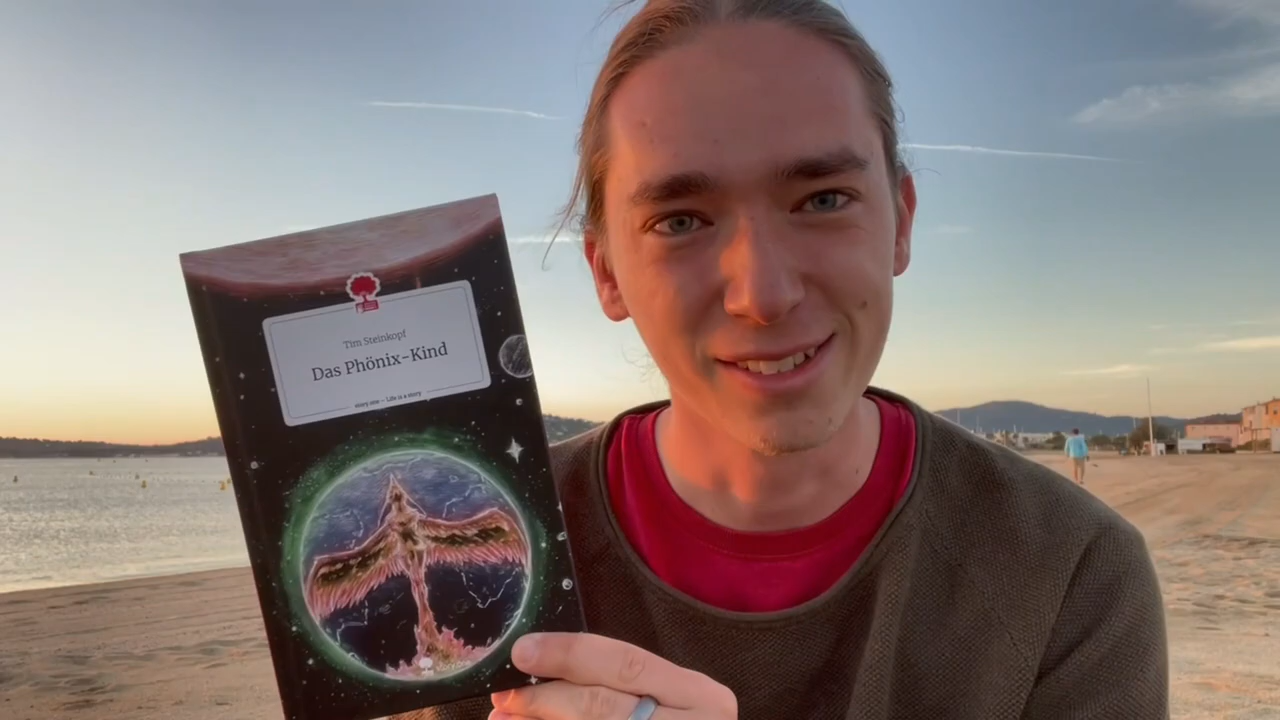 Tim Steinkopf
Das Phönix-Kind
story.one – Life is a story